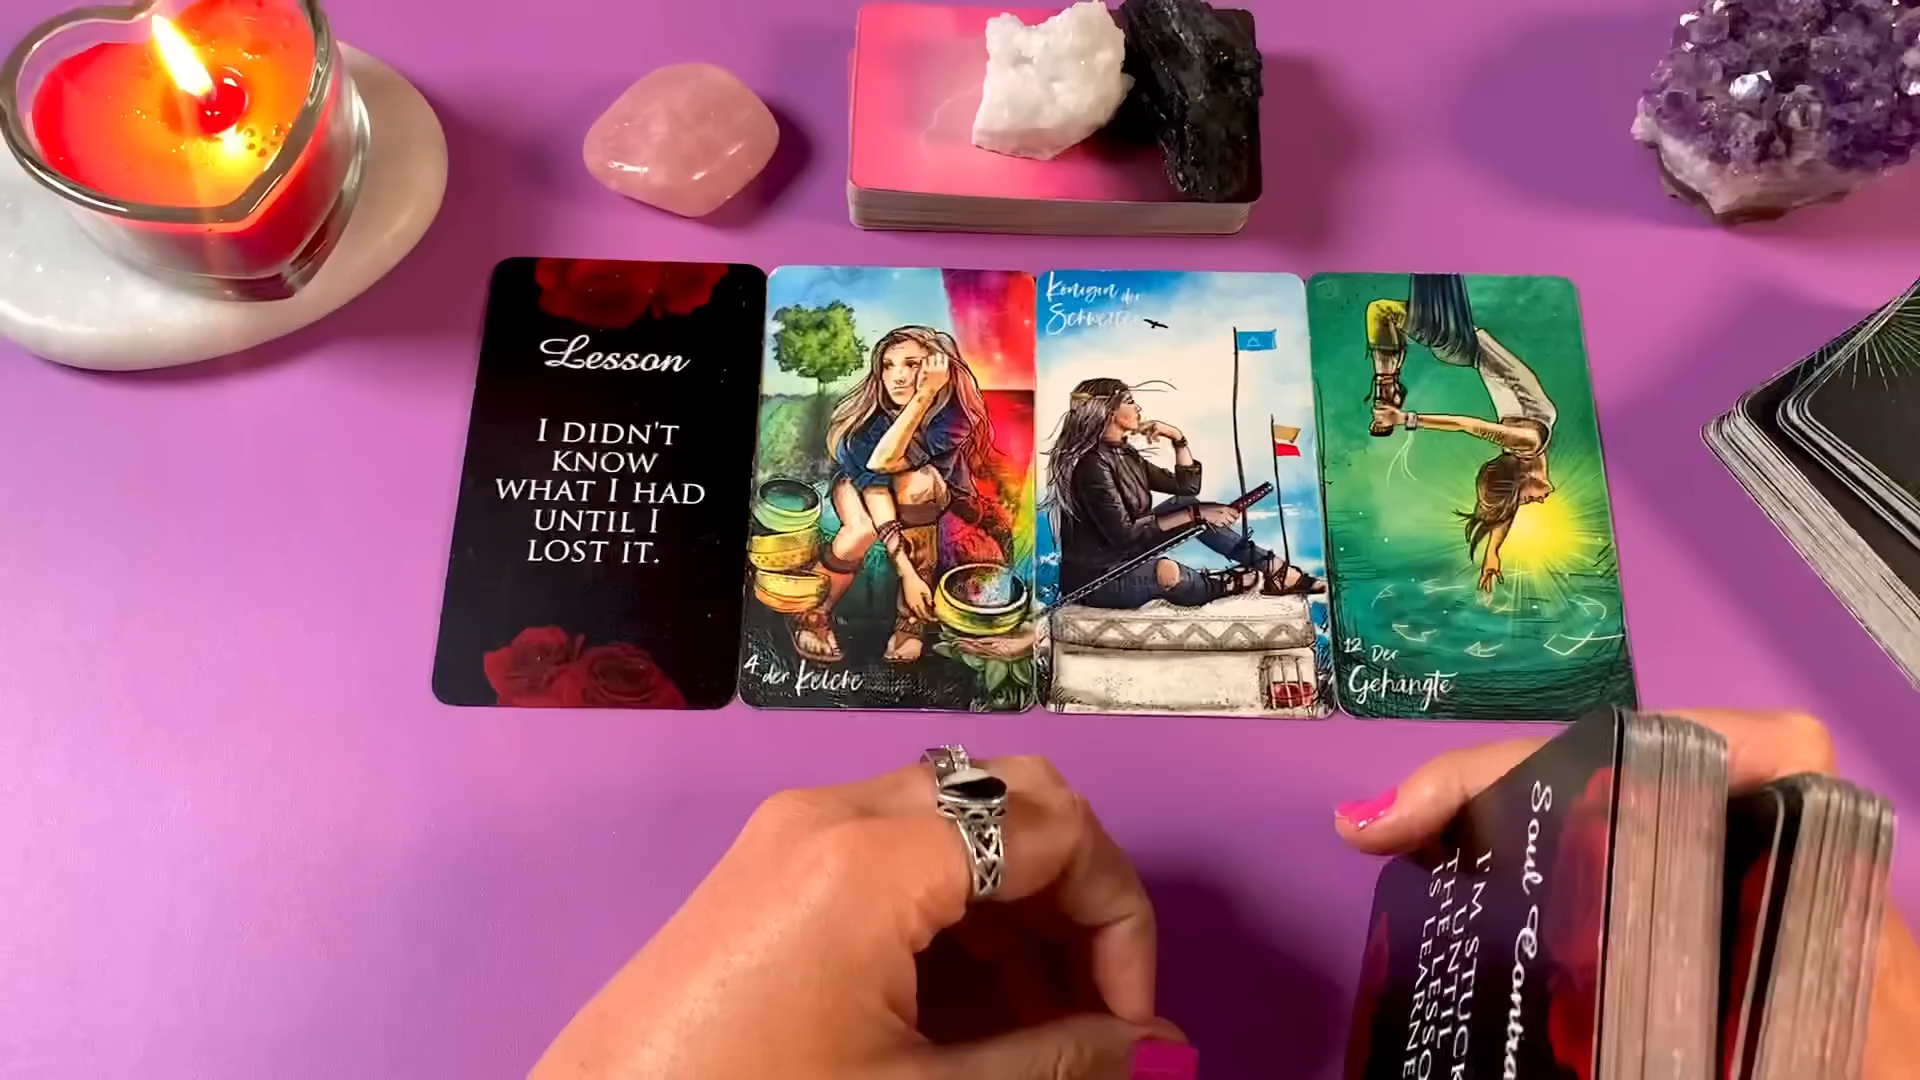 Lesson
I DIDN'T
KNOW
WHAT I HAD
UNTIL I
LOST IT.
4 der Kelche
Königin der
Schwerter
12 Der
Gehängte
Soul Contra
I'M STUCK
UNTIL
THE LESSO
IS LEARNE